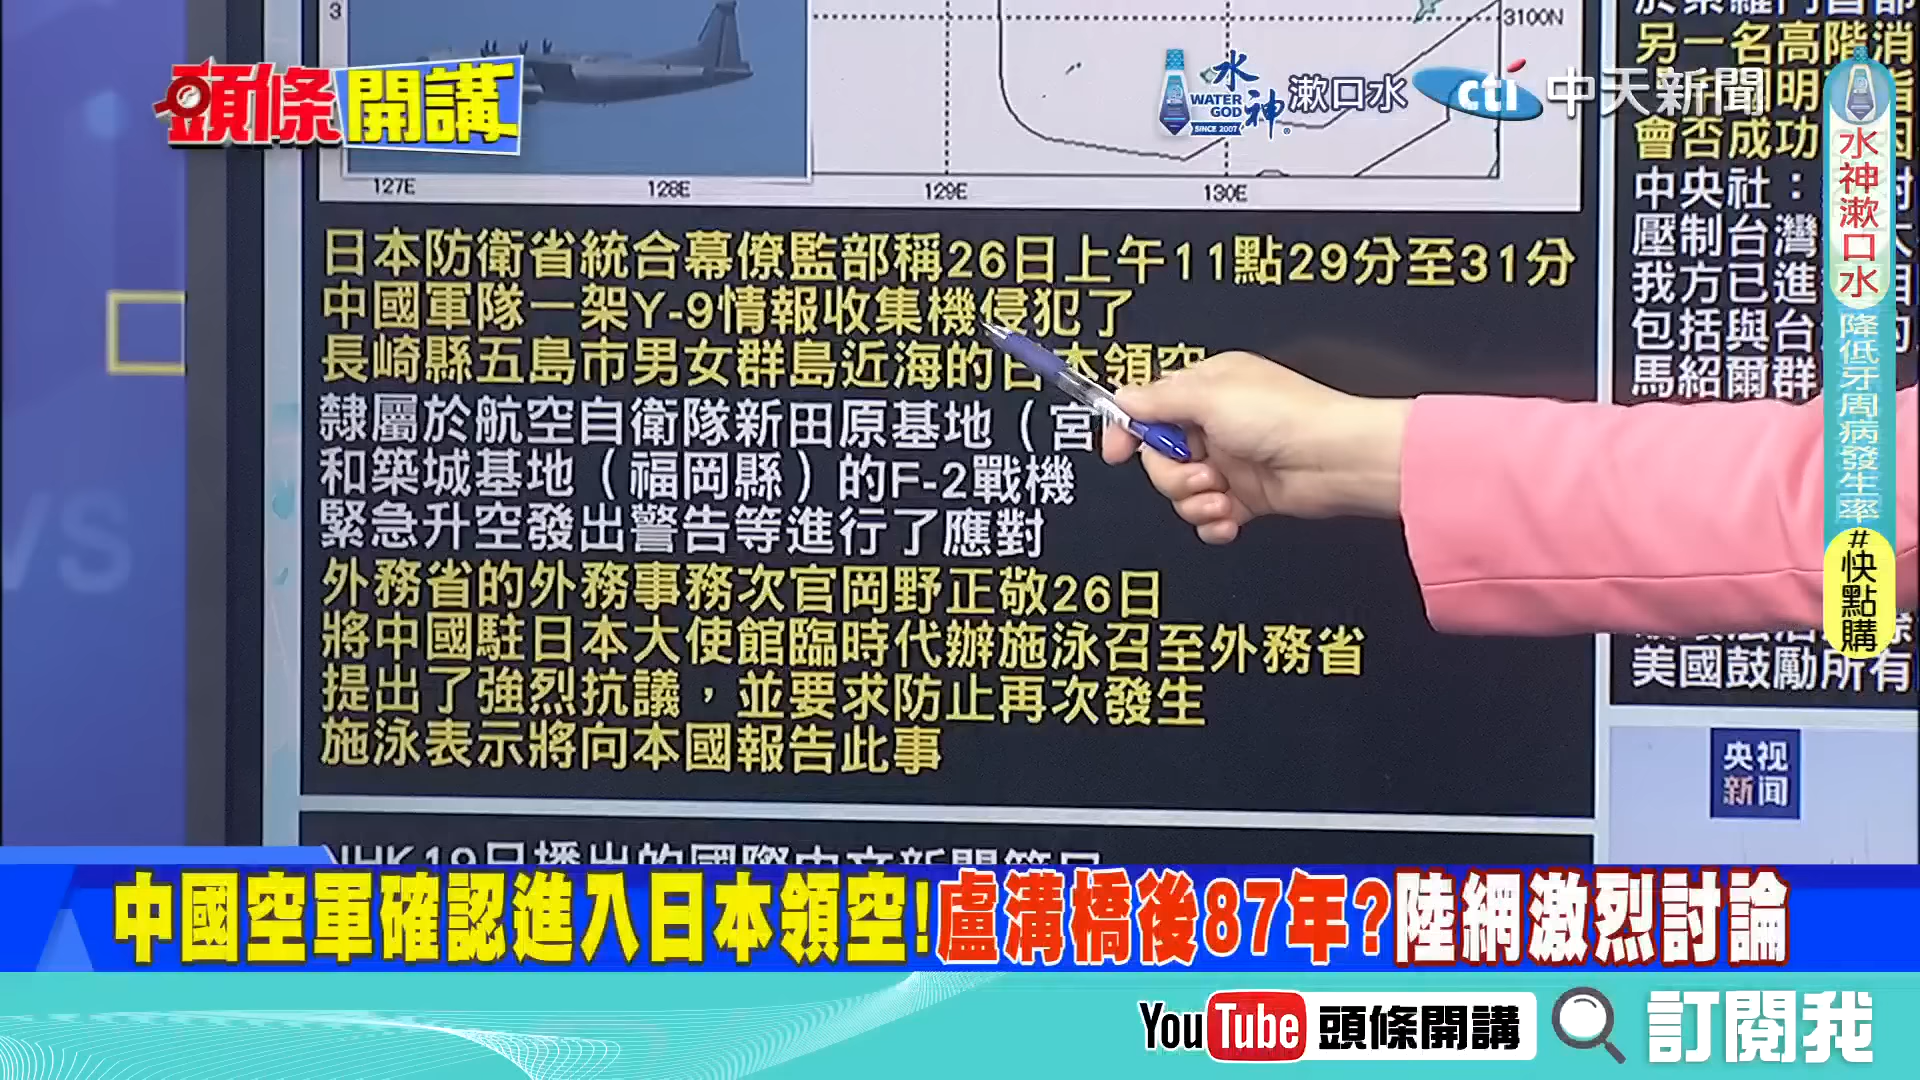 3
3100N
頭條開講
水神
WATER GOD
SINCE 2007
漱口水
cti
中天新聞
127E
128E
129E
130E
日本防衛省統合幕僚監部稱26日上午11點29分至31分
中國軍隊一架Y-9情報收集機侵犯了
長崎縣五島市男女群島近海的日本領空
隸屬於航空自衛隊新田原基地（宮
和築城基地（福岡縣）的F-2戰機
緊急升空發出警告等進行了應對
外務省的外務事務次官岡野正敬26日
將中國駐日本大使館臨時代辦施泳召至外務省
提出了強烈抗議，並要求防止再次發生
施泳表示將向本國報告此事
另一名高階消
明
會否成功
中央社：
壓制台灣
我方已進
包括與台
馬紹爾群
美國鼓勵所有
水神漱口水
降低牙周病發生率
#快點購
央视
新闻
VS
中國空軍確認進入日本領空!盧溝橋後87年?陸網激烈討論
YouTube 頭條開講
訂閱我